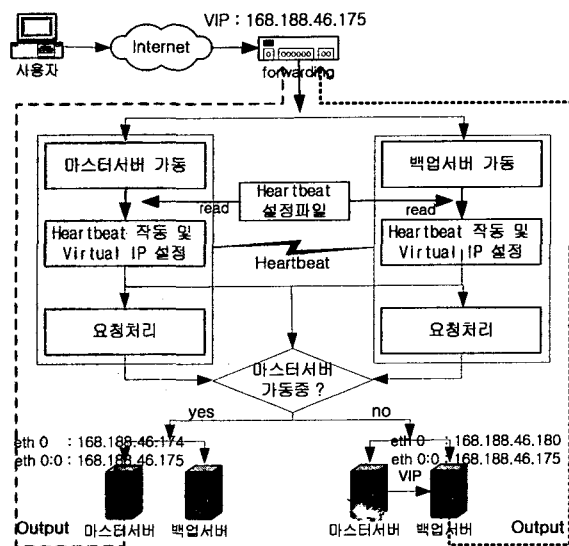 VIP : 168.188.46.175
Internet
사용자
forwarding
마스터서버 가동
백업서버 가동
Heartbeat
설정파일
read
read
Heartbeat 작동 및
Virtual IP 설정
Heartbeat 작동 및
Virtual IP 설정
Heartbeat
요청처리
요청처리
마스터서버
가동중 ?
yes
no
eth 0 : 168.188.46.174
eth 0:0 : 168.188.46.175
eth 0 : 168.188.46.180
eth 0:0 : 168.188.46.175
VIP
Output
마스터서버
백업서버
마스터서버
백업서버
Output